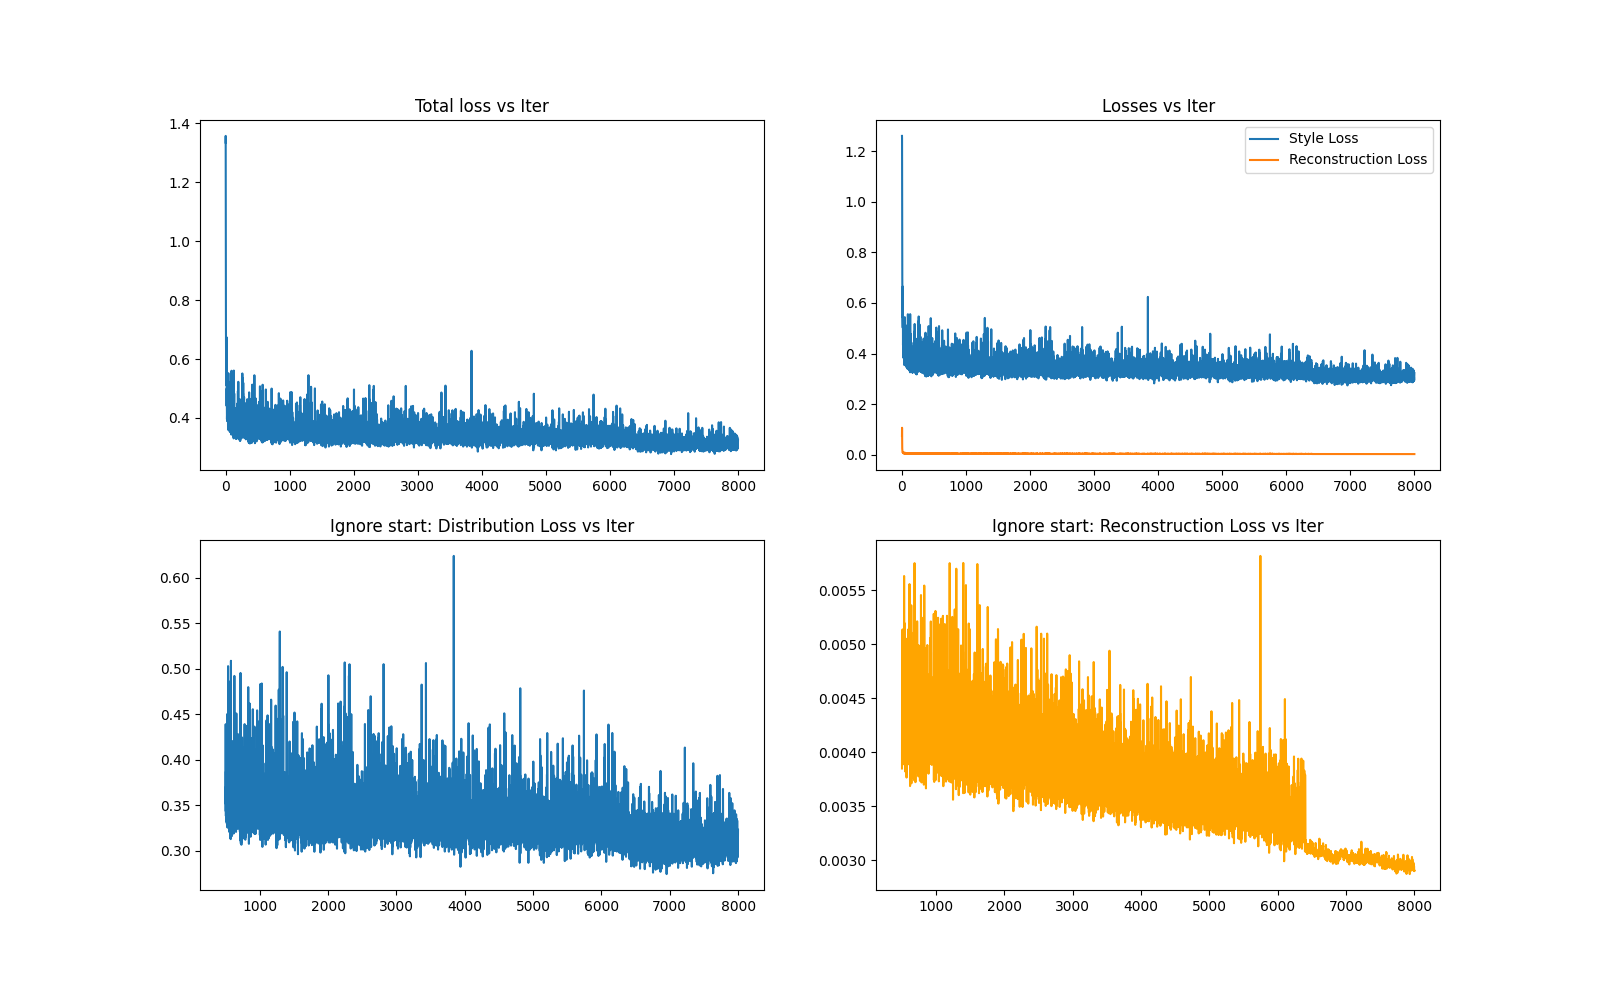 Total loss vs Iter
1.4
1.2
1.0
0.8
0.6
0.4
0 1000 2000 3000 4000 5000 6000 7000 8000
Losses vs Iter
Style Loss
Reconstruction Loss
1.2
1.0
0.8
0.6
0.4
0.2
0.0
0 1000 2000 3000 4000 5000 6000 7000 8000
Ignore start: Distribution Loss vs Iter
0.60
0.55
0.50
0.45
0.40
0.35
0.30
1000 2000 3000 4000 5000 6000 7000 8000
Ignore start: Reconstruction Loss vs Iter
0.0055
0.0050
0.0045
0.0040
0.0035
0.0030
1000 2000 3000 4000 5000 6000 7000 8000